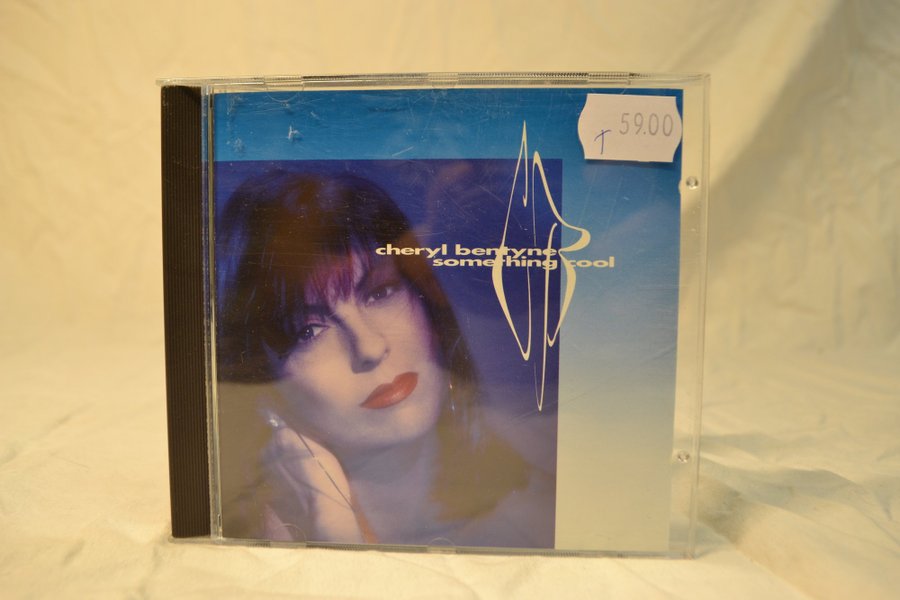 59.00
cheryl bentyne
something cool